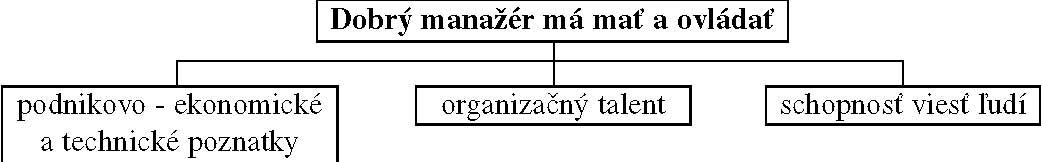 Dobrý manažér má mať a ovládať
podnikovo - ekonomické
a technické poznatky
organizačný talent
schopnosť viesť ľudí